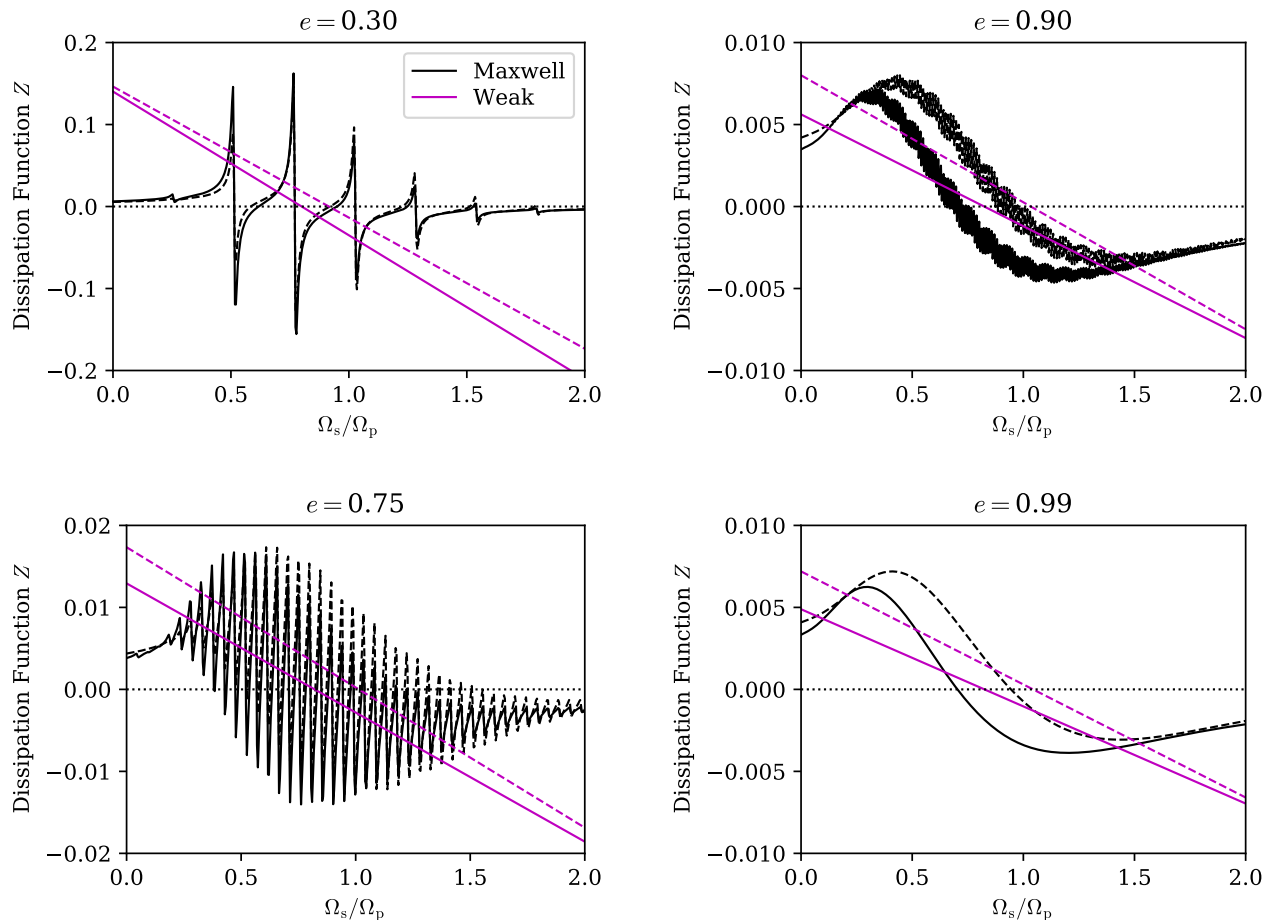 e = 0.30
0.2
0.1
0.0
−0.1
−0.2
Dissipation Function Z
Maxwell
Weak
0.0 0.5 1.0 1.5 2.0
Ωs/Ωp
e = 0.90
0.010
0.005
0.000
−0.005
−0.010
Dissipation Function Z
0.0 0.5 1.0 1.5 2.0
Ωs/Ωp
e = 0.75
0.02
0.01
0.00
−0.01
−0.02
Dissipation Function Z
0.0 0.5 1.0 1.5 2.0
Ωs/Ωp
e = 0.99
0.010
0.005
0.000
−0.005
−0.010
Dissipation Function Z
0.0 0.5 1.0 1.5 2.0
Ωs/Ωp